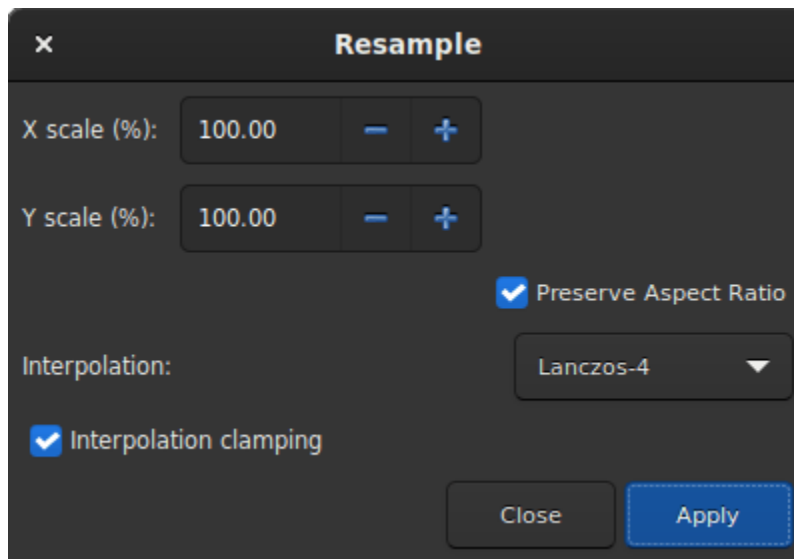 Resample
X scale (%): 100.00
Y scale (%): 100.00
Preserve Aspect Ratio
Interpolation: Lanczos-4
Interpolation clamping
Close Apply